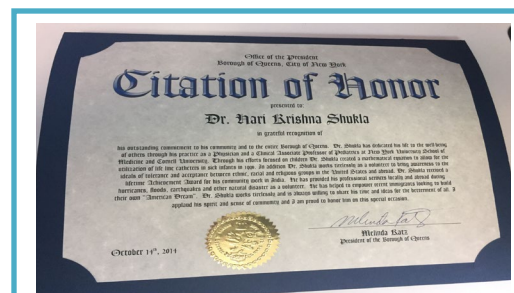 Office of the President
Borough of Queens, City of New York
Citation of Honor
presented to:
Dr. Hari Krishna Shukla
in grateful recognition of
his outstanding commitment to his community and to the entire Borough of Queens. Dr. Shukla has dedicated his life to the well-being
of others through his practice as a Physician and a Clinical Associate Professor of Pediatrics at New York University School of
Medicine and Cornell University. Through his efforts focused on children Dr. Shukla created a mathematical equation to allow for the
utilization of life line catheters in sick infants in 1990. In addition Dr. Shukla works tirelessly as a volunteer to bring awareness to the
ideals of tolerance and acceptance between ethnic, racial and religious groups in the United States and abroad. Dr. Shukla received a
lifetime Achievement Award for his community work in India. He has provided his professional services locally and abroad during
hurricanes, floods, earthquakes and other natural disaster as a volunteer. He has helped to empower recent immigrants looking to build
their own "American Dream". Dr. Shukla works tirelessly and is always willing to share his time and ideas for the betterment of all. I
applaud his spirit and sense of community and I am proud to honor him on this special occasion.
Melinda Katz
October 14th, 2014
Melinda Katz
President of the Borough of Queens